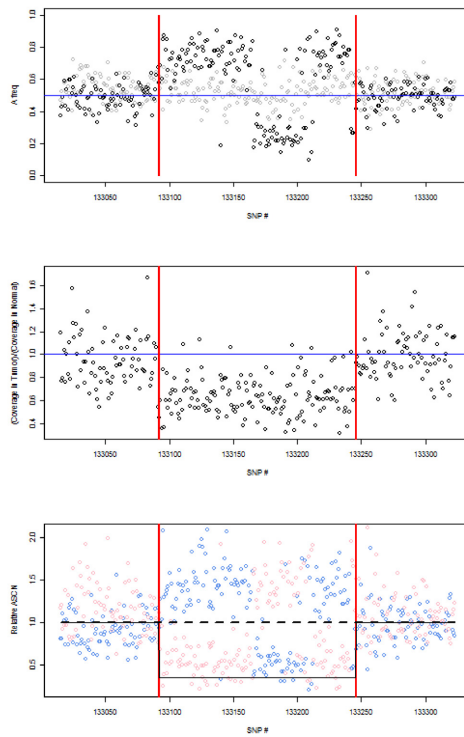 A freq
0.0 0.2 0.4 0.6 0.8 1.0
133050 133100 133150 133200 133250 133300
SNP #
(Coverage in Tumor)/(Coverage in Normal)
0.4 0.6 0.8 1.0 1.2 1.4 1.6
133050 133100 133150 133200 133250 133300
SNP #
Relative ASCN
0.5 1.0 1.5 2.0
133050 133100 133150 133200 133250 133300
SNP #